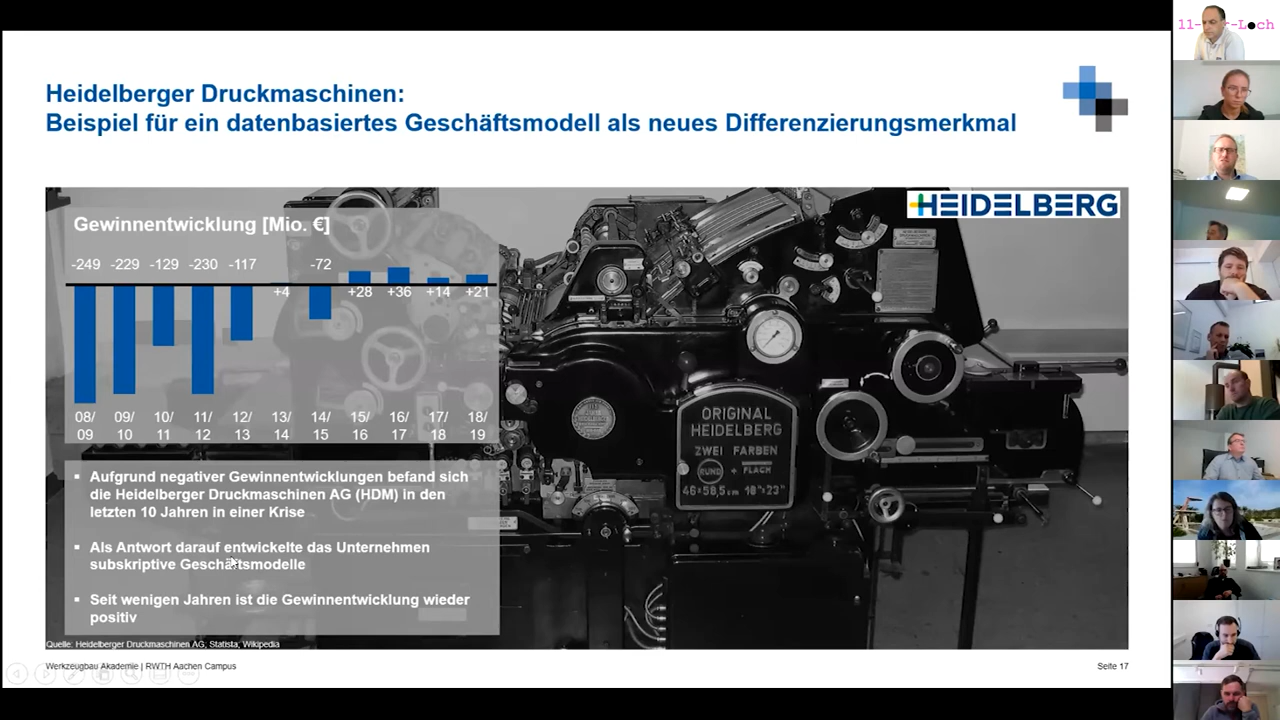 Heidelberger Druckmaschinen:
Beispiel für ein datenbasiertes Geschäftsmodell als neues Differenzierungsmerkmal
HEIDELBERG
Gewinnentwicklung [Mio. €]
-249 -229 -129 -230 -117 -72
+4 +28 +36 +14 +21
08/ 09/ 10/ 11/ 12/ 13/ 14/ 15/ 16/ 17/ 18/
09 10 11 12 13 14 15 16 17 18 19
ORIGINAL
HEIDELBERG
ZWEI FARBEN
RUND + FLACH
46×58,5 cm 18"×23"
Aufgrund negativer Gewinnentwicklungen befand sich
die Heidelberger Druckmaschinen AG (HDM) in den
letzten 10 Jahren in einer Krise
Als Antwort darauf entwickelte das Unternehmen
subskriptive Geschäftsmodelle
Seit wenigen Jahren ist die Gewinnentwicklung wieder
positiv
Quelle: Heidelberger Druckmaschinen AG; Statista; Wikipedia
Werkzeugbau Akademie | RWTH Aachen Campus
Seite 17